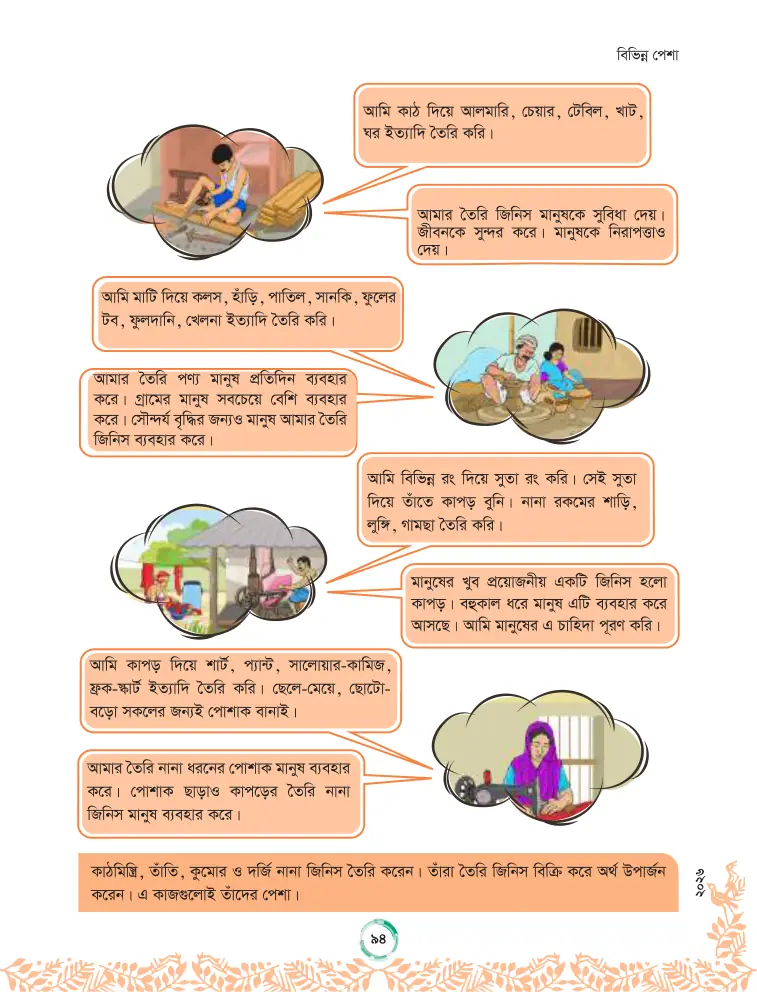 বিভিন্ন পেশা
আমি কাঠ দিয়ে আলমারি, চেয়ার, টেবিল, খাট,
ঘর ইত্যাদি তৈরি করি।
আমার তৈরি জিনিস মানুষকে সুবিধা দেয়।
জীবনকে সুন্দর করে। মানুষকে নিরাপত্তাও
দেয়।
আমি মাটি দিয়ে কলস, হাঁড়ি, পাতিল, সানকি, ফুলের
টব, ফুলদানি, খেলনা ইত্যাদি তৈরি করি।
আমার তৈরি পণ্য মানুষ প্রতিদিন ব্যবহার
করে। গ্রামের মানুষ সবচেয়ে বেশি ব্যবহার
করে। সৌন্দর্য বৃদ্ধির জন্যও মানুষ আমার তৈরি
জিনিস ব্যবহার করে।
আমি বিভিন্ন রং দিয়ে সুতা রং করি। সেই সুতা
দিয়ে তাঁতে কাপড় বুনি। নানা রকমের শাড়ি,
লুঙ্গি, গামছা তৈরি করি।
মানুষের খুব প্রয়োজনীয় একটি জিনিস হলো
কাপড়। বহুকাল ধরে মানুষ এটি ব্যবহার করে
আসছে। আমি মানুষের এ চাহিদা পূরণ করি।
আমি কাপড় দিয়ে শার্ট, প্যান্ট, সালোয়ার-কামিজ,
ফ্রক-স্কার্ট ইত্যাদি তৈরি করি। ছেলে-মেয়ে, ছোটো-
বড়ো সকলের জন্যই পোশাক বানাই।
আমার তৈরি নানা ধরনের পোশাক মানুষ ব্যবহার
করে। পোশাক ছাড়াও কাপড়ের তৈরি নানা
জিনিস মানুষ ব্যবহার করে।
কাঠমিস্ত্রি, তাঁতি, কুমোর ও দর্জি নানা জিনিস তৈরি করেন। তাঁরা তৈরি জিনিস বিক্রি করে অর্থ উপার্জন
করেন। এ কাজগুলোই তাঁদের পেশা।
২০২৬
৯৪